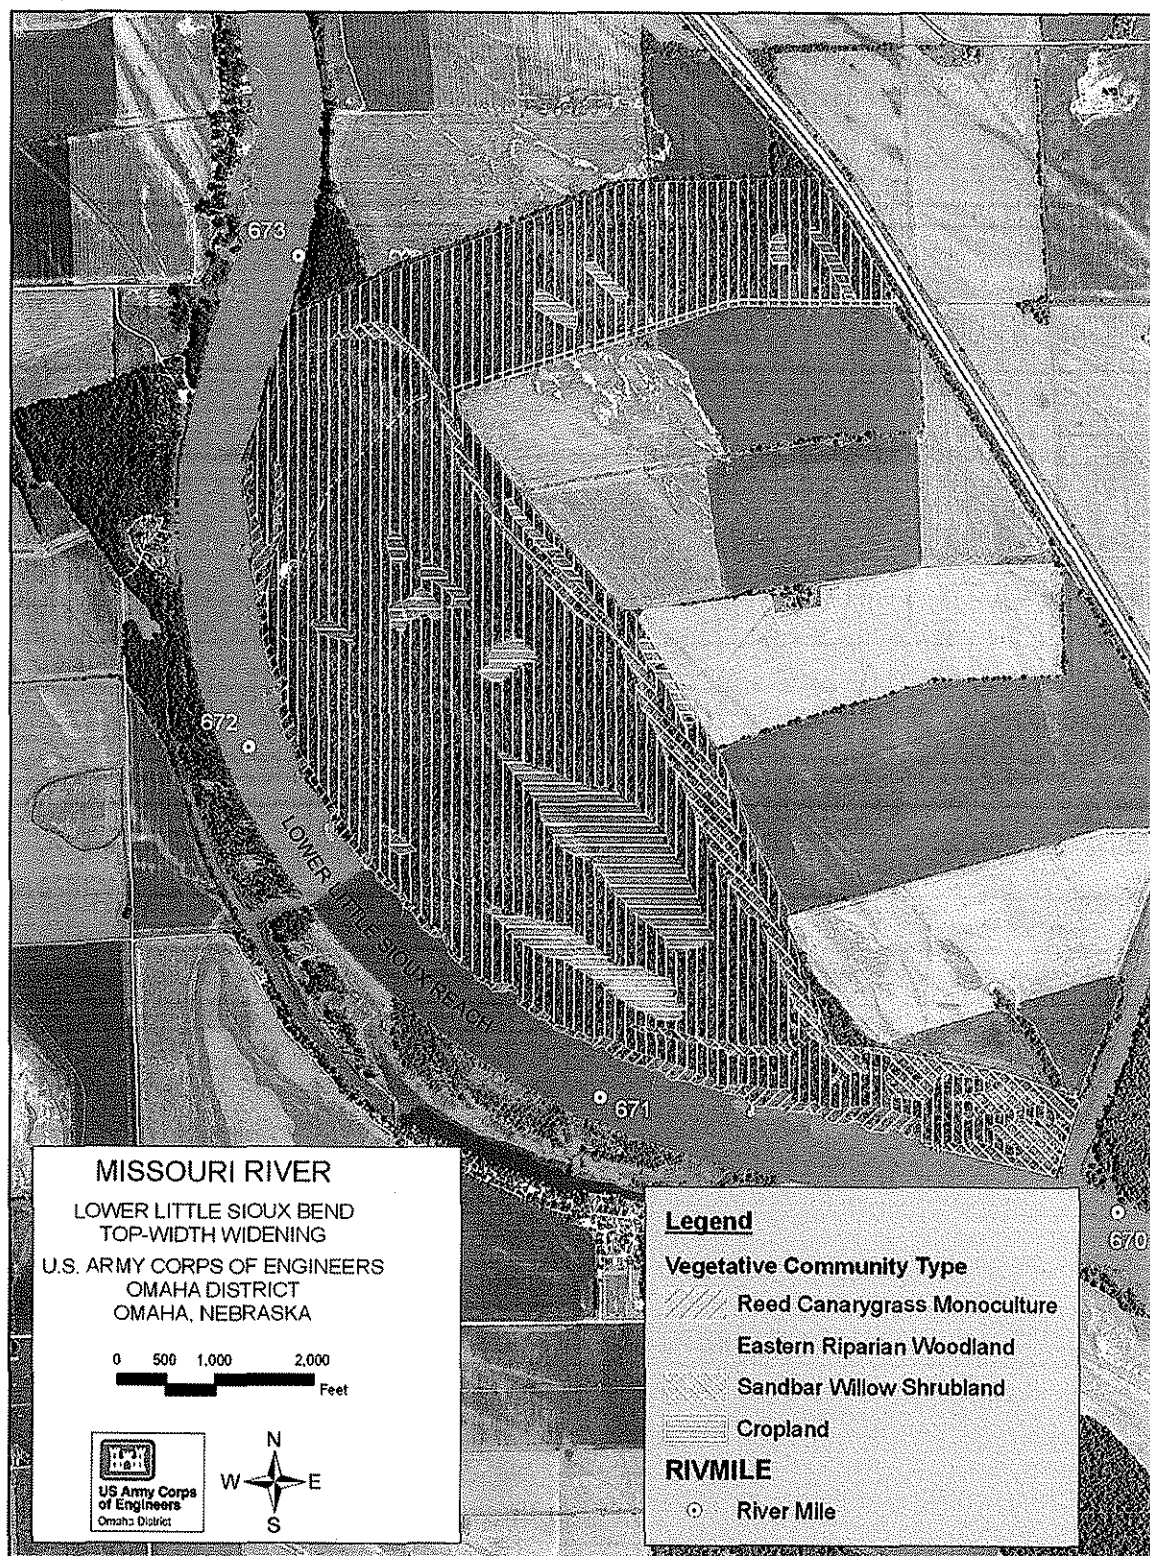 673
672
LOWER LITTLE SIOUX REACH
671
670
MISSOURI RIVER
LOWER LITTLE SIOUX BEND
TOP-WIDTH WIDENING
U.S. ARMY CORPS OF ENGINEERS
OMAHA DISTRICT
OMAHA, NEBRASKA
0 500 1,000 2,000
Feet
N
W E
S
US Army Corps
of Engineers
Omaha District
Legend
Vegetative Community Type
Reed Canarygrass Monoculture
Eastern Riparian Woodland
Sandbar Willow Shrubland
Cropland
RIVMILE
River Mile